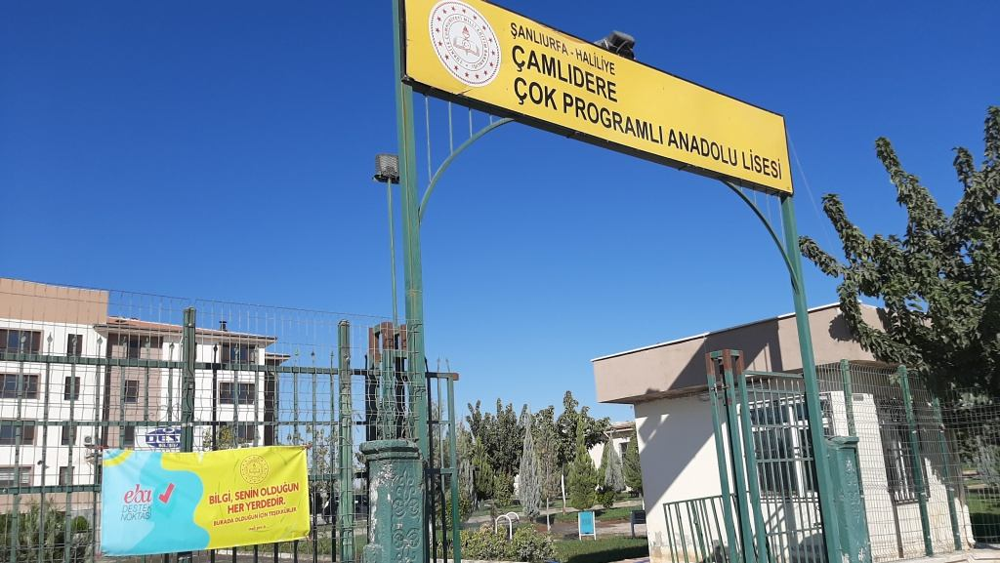 ŞANLIURFA - HALİLİYE
ÇAMLIDERE
ÇOK PROGRAMLI ANADOLU LİSESİ
eba
DESTEK
NOKTASI
BİLGİ, SENİN OLDUĞUN
HER YERDEDİR.
BURADA OLDUĞUN İÇİN TEŞEKKÜRLER